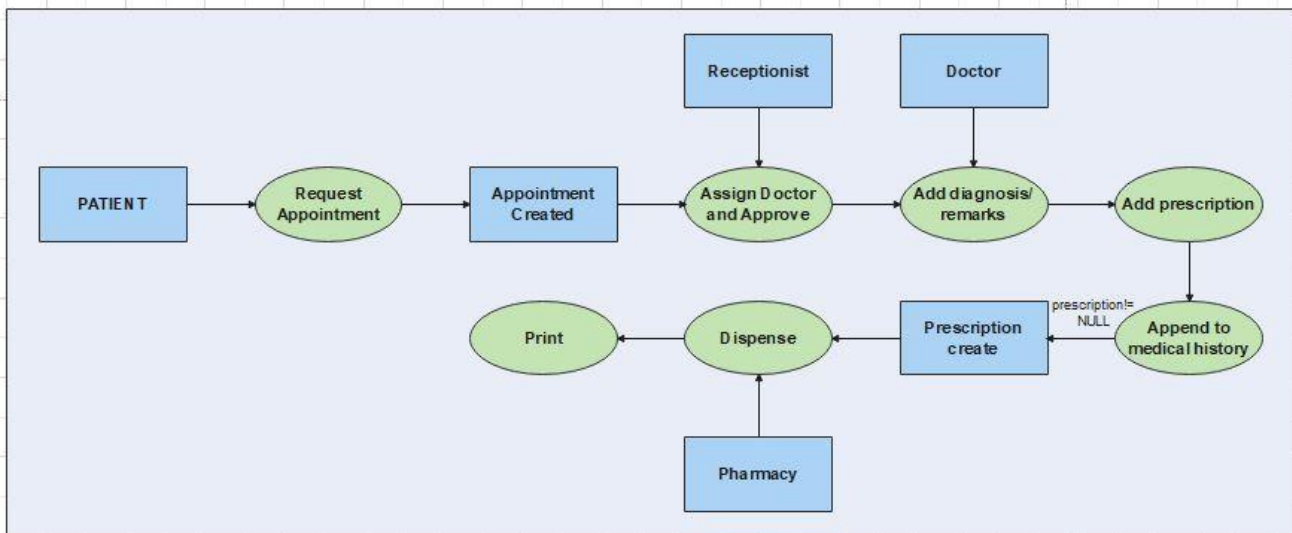 Receptionist
Doctor
PATIENT
Request
Appointment
Appointment
Created
Assign Doctor
and Approve
Add diagnosis/
remarks
Add prescription
Print
Dispense
Prescription
create
prescription!=
NULL
Append to
medical history
Pharmacy